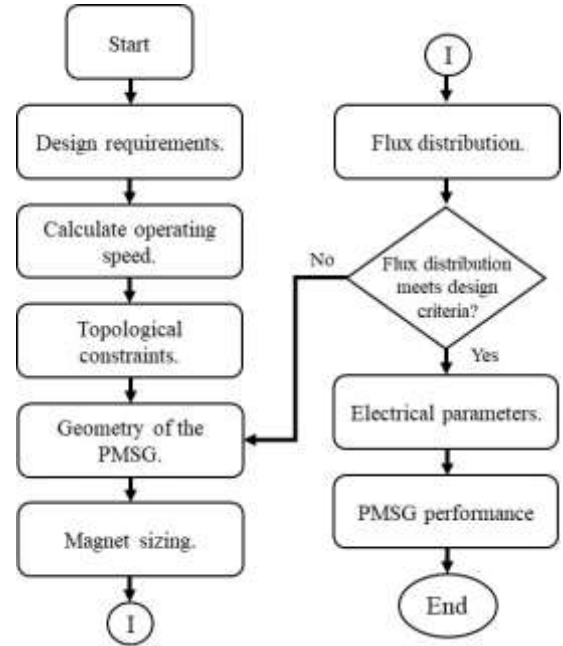 Start
Design requirements.
Calculate operating
speed.
Topological
constraints.
Geometry of the
PMSG.
Magnet sizing.
I
I
Flux distribution.
Flux distribution
meets design
criteria?
No
Yes
Electrical parameters.
PMSG performance
End